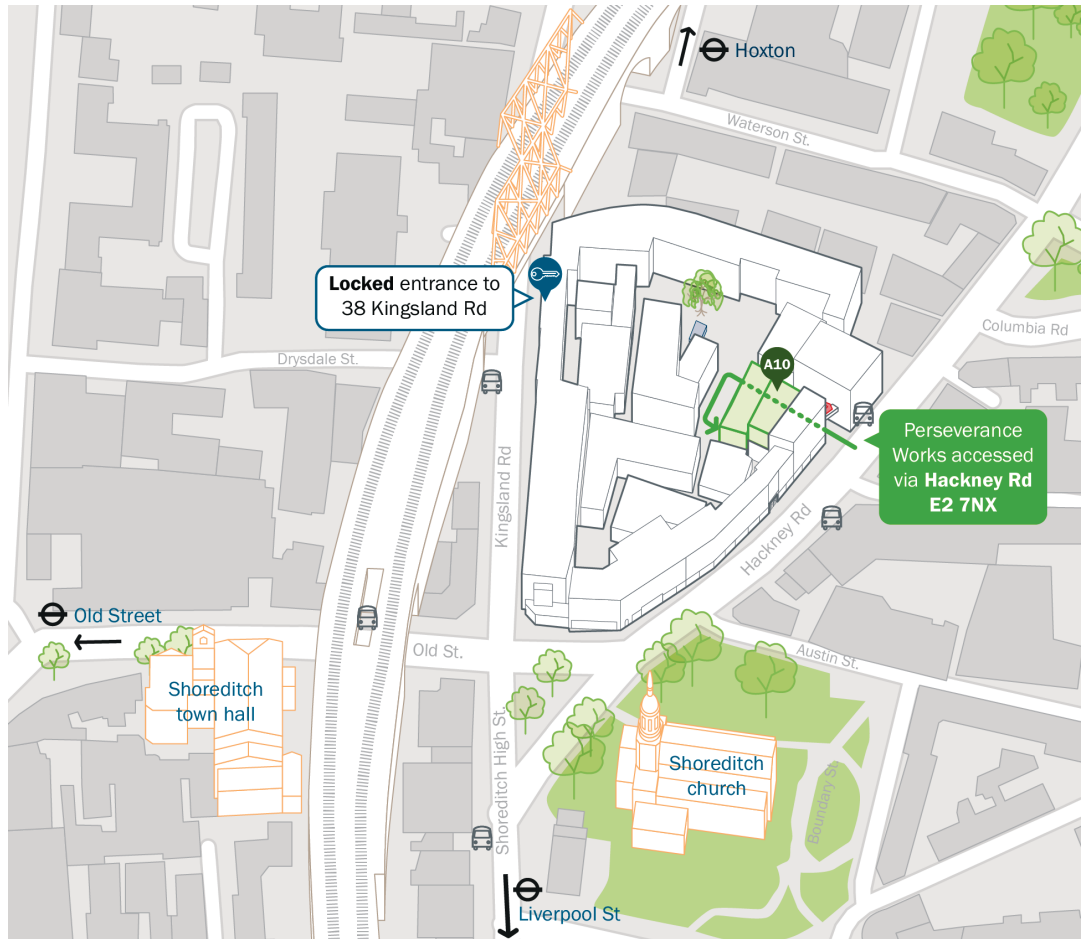 Hoxton
Waterson St.
Locked entrance to
38 Kingsland Rd
Columbia Rd
Drysdale St.
A10
Perseverance
Works accessed
via Hackney Rd
E2 7NX
Kingsland Rd
Hackney Rd
Old Street
Old St.
Austin St.
Shoreditch
town hall
Shoreditch High St.
Shoreditch
church
Boundary St.
Liverpool St